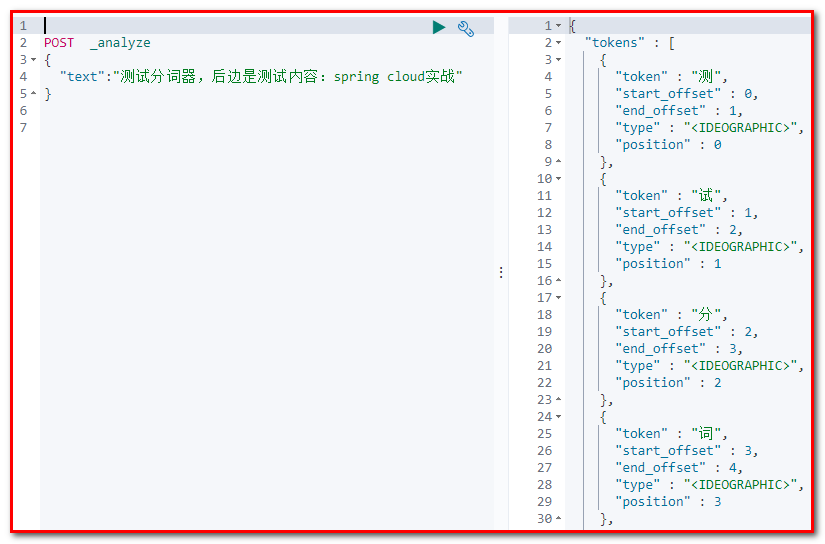 1
2 POST  _analyze
3 {
4 "text":"测试分词器，后边是测试内容：spring cloud实战"
5 }
6
7
1 {
2 "tokens" : [
3 {
4 "token" : "测",
5 "start_offset" : 0,
6 "end_offset" : 1,
7 "type" : "<IDEOGRAPHIC>",
8 "position" : 0
9 },
10 {
11 "token" : "试",
12 "start_offset" : 1,
13 "end_offset" : 2,
14 "type" : "<IDEOGRAPHIC>",
15 "position" : 1
16 },
17 {
18 "token" : "分",
19 "start_offset" : 2,
20 "end_offset" : 3,
21 "type" : "<IDEOGRAPHIC>",
22 "position" : 2
23 },
24 {
25 "token" : "词",
26 "start_offset" : 3,
27 "end_offset" : 4,
28 "type" : "<IDEOGRAPHIC>",
29 "position" : 3
30 },